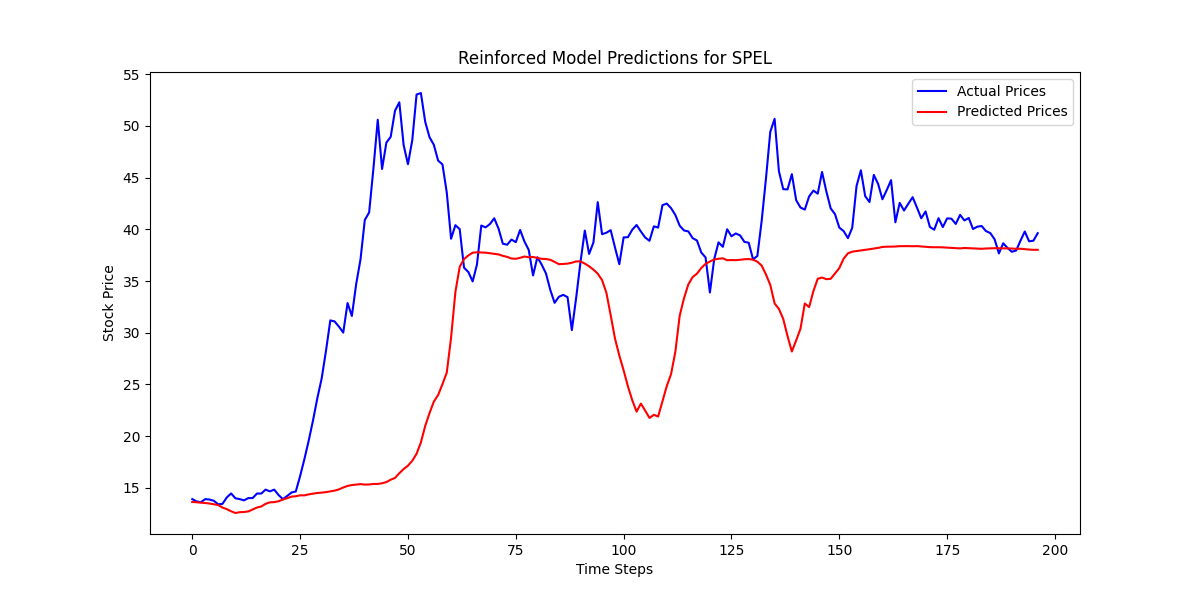 Reinforced Model Predictions for SPEL
55
50
45
40
35
30
25
20
15
Stock Price
Actual Prices
Predicted Prices
0 25 50 75 100 125 150 175 200
Time Steps